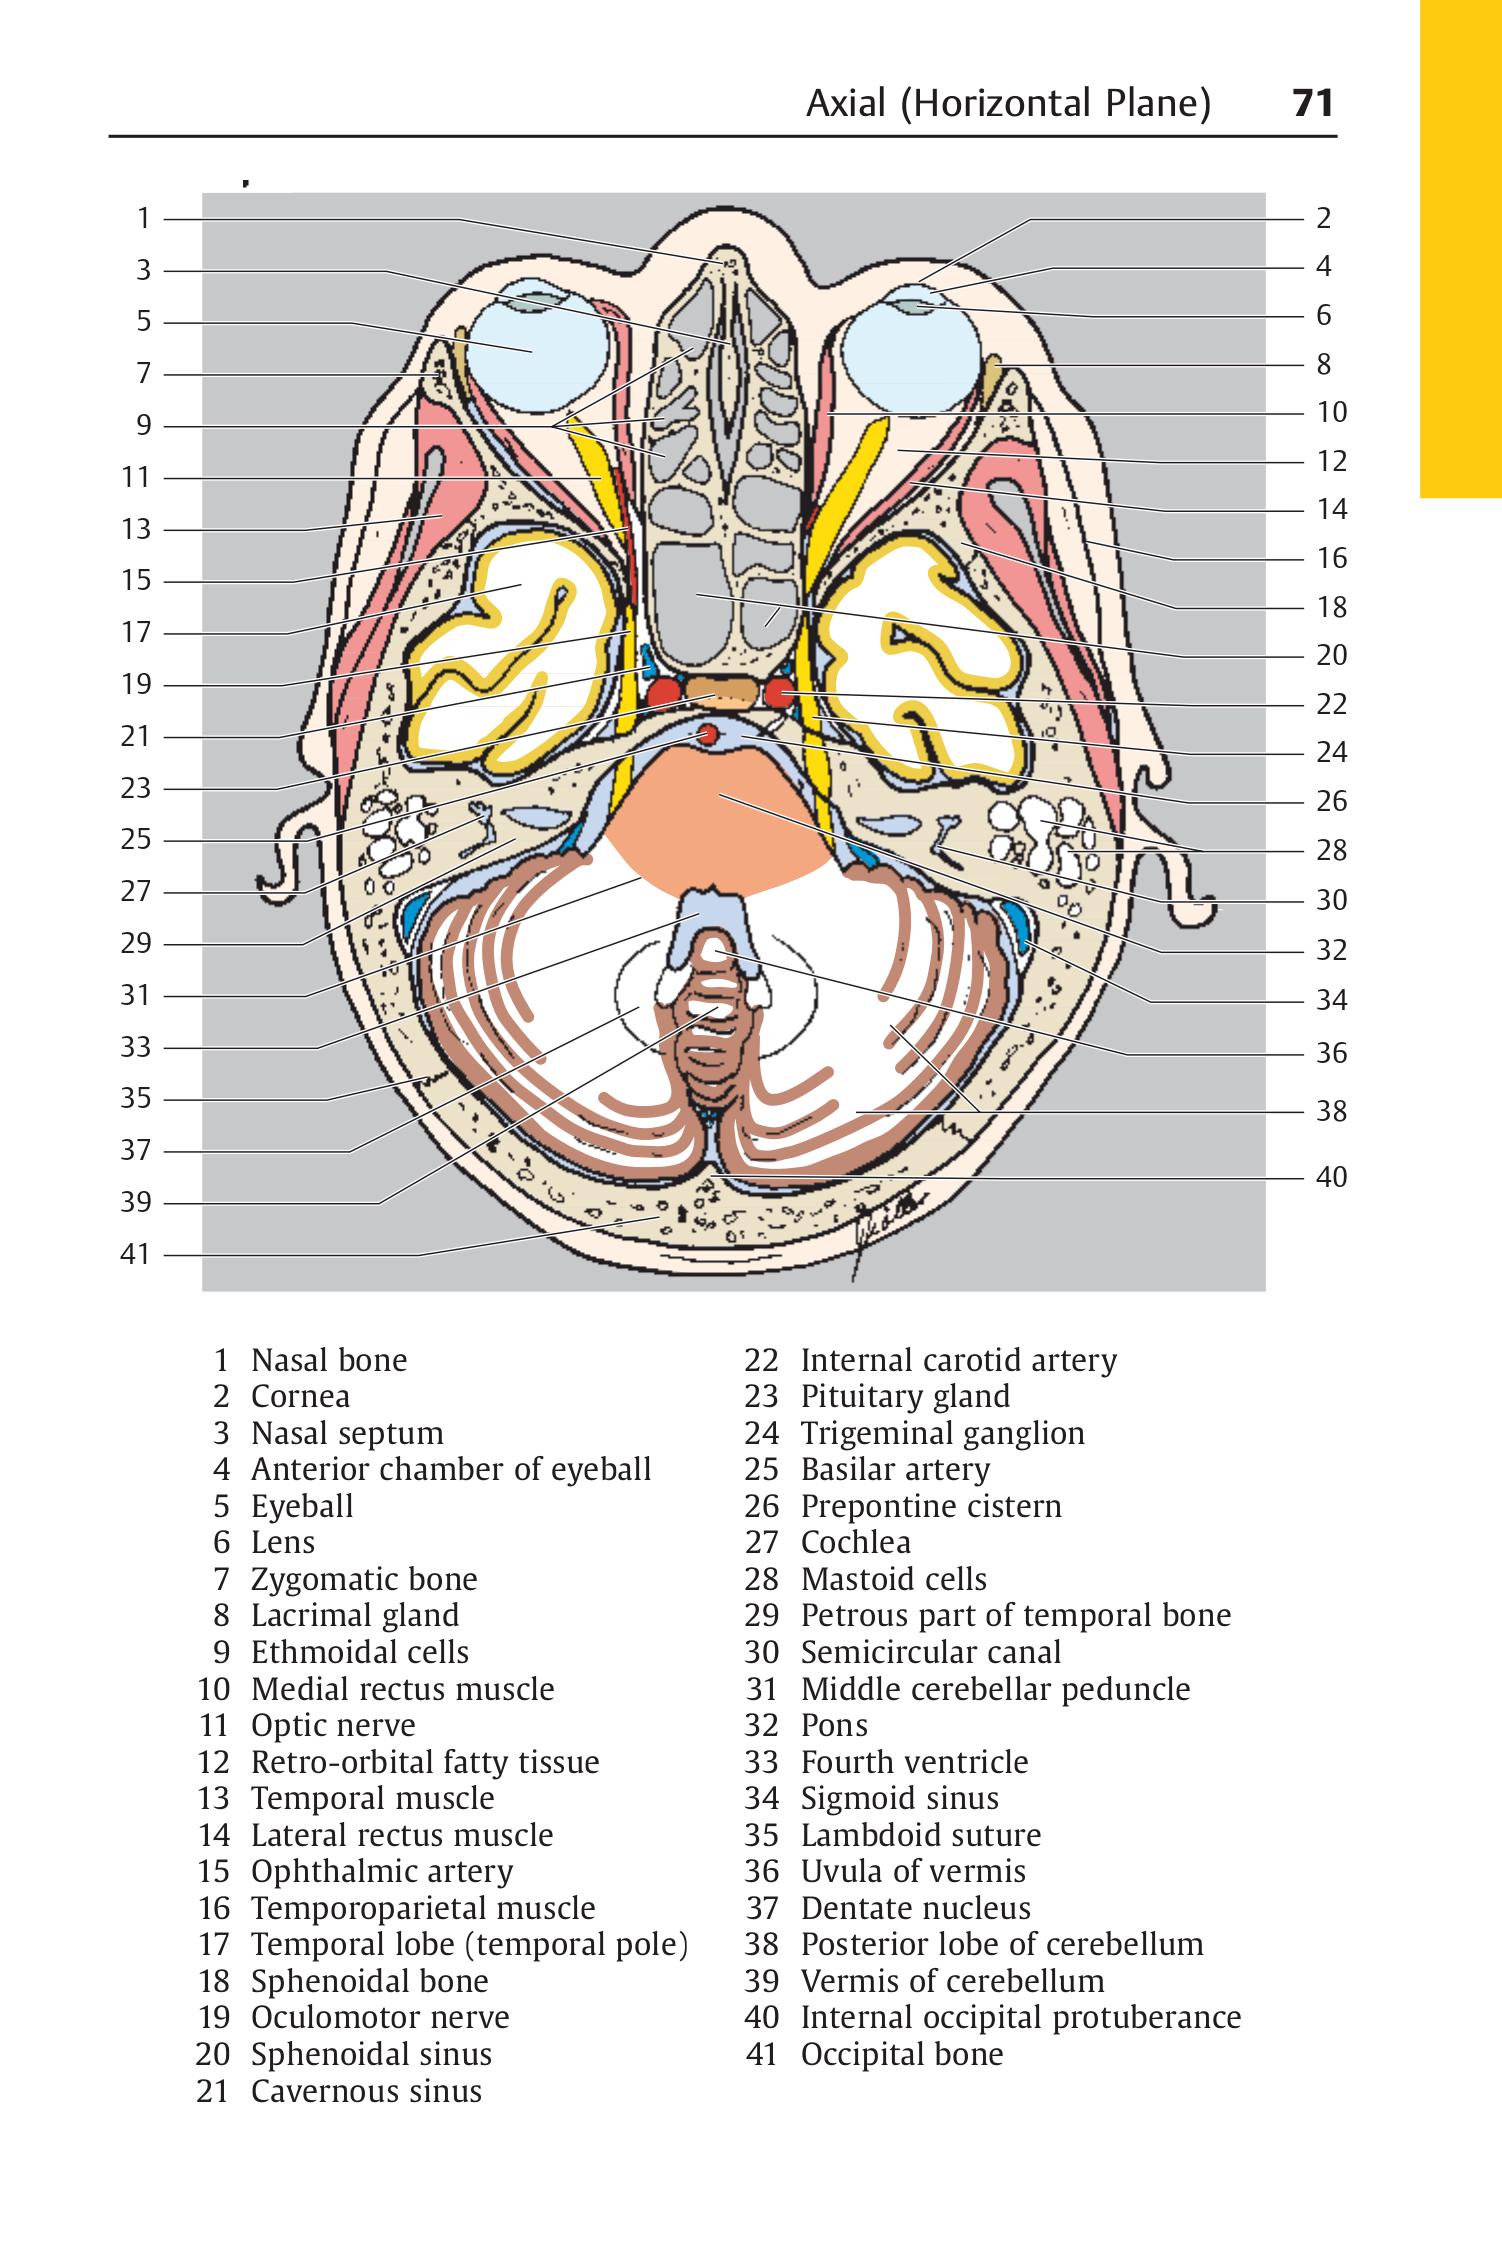 Axial (Horizontal Plane) 71
1
2
3
4
5
6
7
8
9
10
11
12
13
14
15
16
17
18
19
20
21
22
23
24
25
26
27
28
29
30
31
32
33
34
35
36
37
38
39
40
41
1 Nasal bone
2 Cornea
3 Nasal septum
4 Anterior chamber of eyeball
5 Eyeball
6 Lens
7 Zygomatic bone
8 Lacrimal gland
9 Ethmoidal cells
10 Medial rectus muscle
11 Optic nerve
12 Retro-orbital fatty tissue
13 Temporal muscle
14 Lateral rectus muscle
15 Ophthalmic artery
16 Temporoparietal muscle
17 Temporal lobe (temporal pole)
18 Sphenoidal bone
19 Oculomotor nerve
20 Sphenoidal sinus
21 Cavernous sinus
22 Internal carotid artery
23 Pituitary gland
24 Trigeminal ganglion
25 Basilar artery
26 Prepontine cistern
27 Cochlea
28 Mastoid cells
29 Petrous part of temporal bone
30 Semicircular canal
31 Middle cerebellar peduncle
32 Pons
33 Fourth ventricle
34 Sigmoid sinus
35 Lambdoid suture
36 Uvula of vermis
37 Dentate nucleus
38 Posterior lobe of cerebellum
39 Vermis of cerebellum
40 Internal occipital protuberance
41 Occipital bone